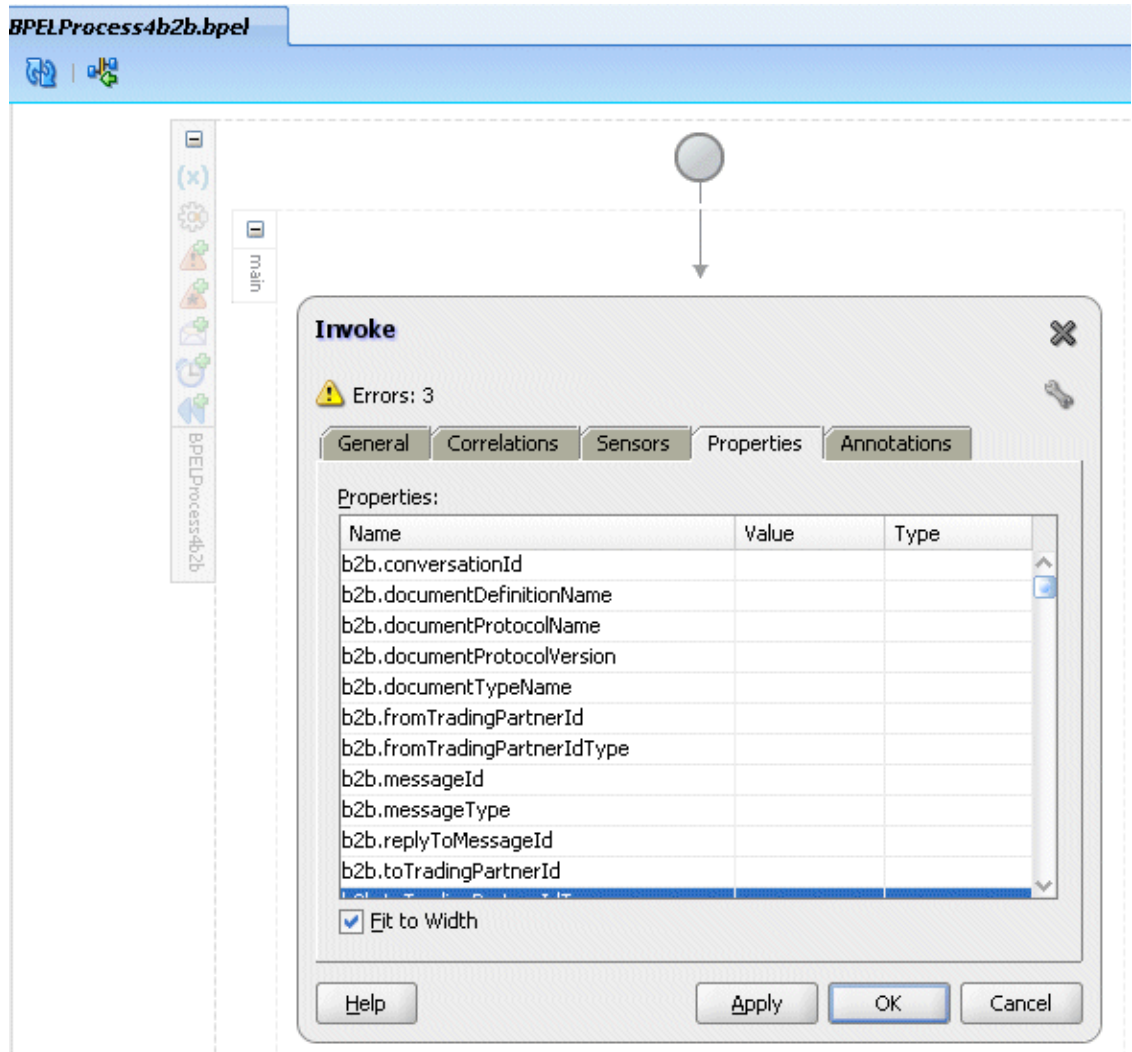 BPELProcess4b2b.bpel
(x)
main
BPELProcess4b2b
Invoke
Errors: 3
General Correlations Sensors Properties Annotations
Properties:
Name Value Type
b2b.conversationId
b2b.documentDefinitionName
b2b.documentProtocolName
b2b.documentProtocolVersion
b2b.documentTypeName
b2b.fromTradingPartnerId
b2b.fromTradingPartnerIdType
b2b.messageId
b2b.messageType
b2b.replyToMessageId
b2b.toTradingPartnerId
Fit to Width
Help Apply OK Cancel